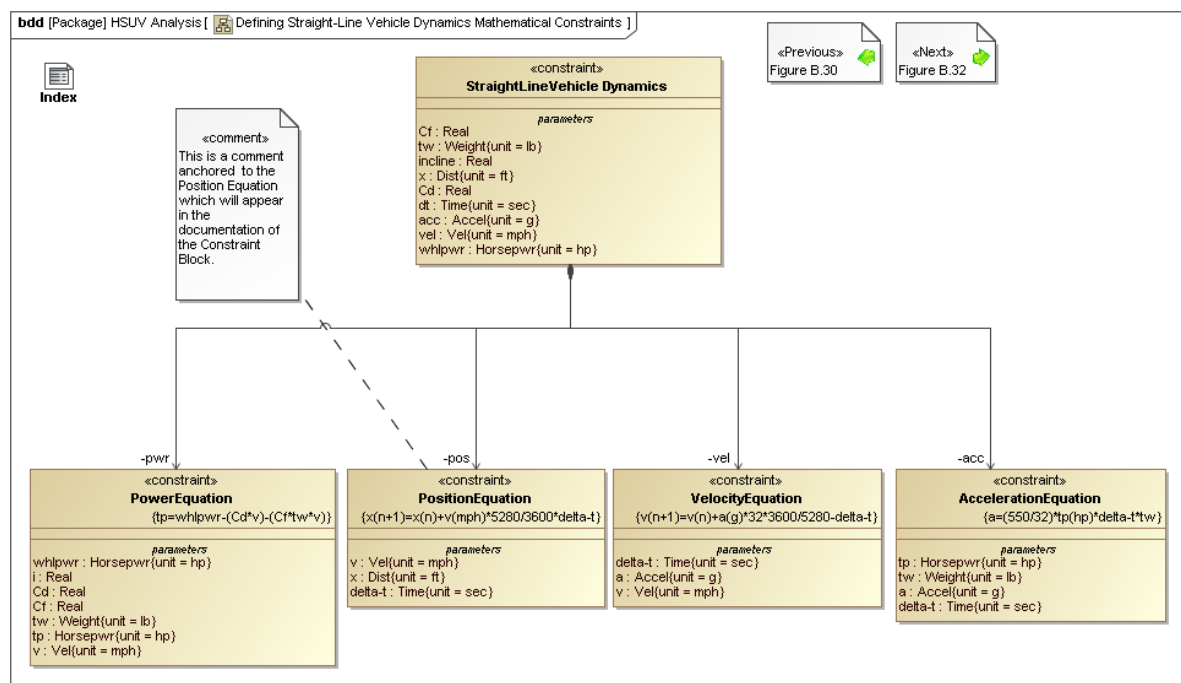 bdd [Package] HSUV Analysis [ Defining Straight-Line Vehicle Dynamics Mathematical Constraints ]
Index
«Previous»
Figure B.30
«Next»
Figure B.32
«comment»
This is a comment
anchored to the
Position Equation
which will appear
in the
documentation of
the Constraint
Block.
«constraint»
StraightLineVehicle Dynamics
parameters
Cf : Real
tw : Weight{unit = lb}
incline : Real
x : Dist{unit = ft}
Cd : Real
dt : Time{unit = sec}
acc : Accel{unit = g}
vel : Vel{unit = mph}
whlpwr : Horsepwr{unit = hp}
-pwr
«constraint»
PowerEquation
{tp=whlpwr-(Cd*v)-(Cf*tw*v)}
parameters
whlpwr : Horsepwr{unit = hp}
i : Real
Cd : Real
Cf : Real
tw : Weight{unit = lb}
tp : Horsepwr{unit = hp}
v : Vel{unit = mph}
-pos
«constraint»
PositionEquation
{x(n+1)=x(n)+v(mph)*5280/3600*delta-t}
parameters
v : Vel{unit = mph}
x : Dist{unit = ft}
delta-t : Time{unit = sec}
-vel
«constraint»
VelocityEquation
{v(n+1)=v(n)+a(g)*32*3600/5280-delta-t}
parameters
delta-t : Time{unit = sec}
a : Accel{unit = g}
v : Vel{unit = mph}
-acc
«constraint»
AccelerationEquation
{a=(550/32)*tp(hp)*delta-t*tw}
parameters
tp : Horsepwr{unit = hp}
tw : Weight{unit = lb}
a : Accel{unit = g}
delta-t : Time{unit = sec}